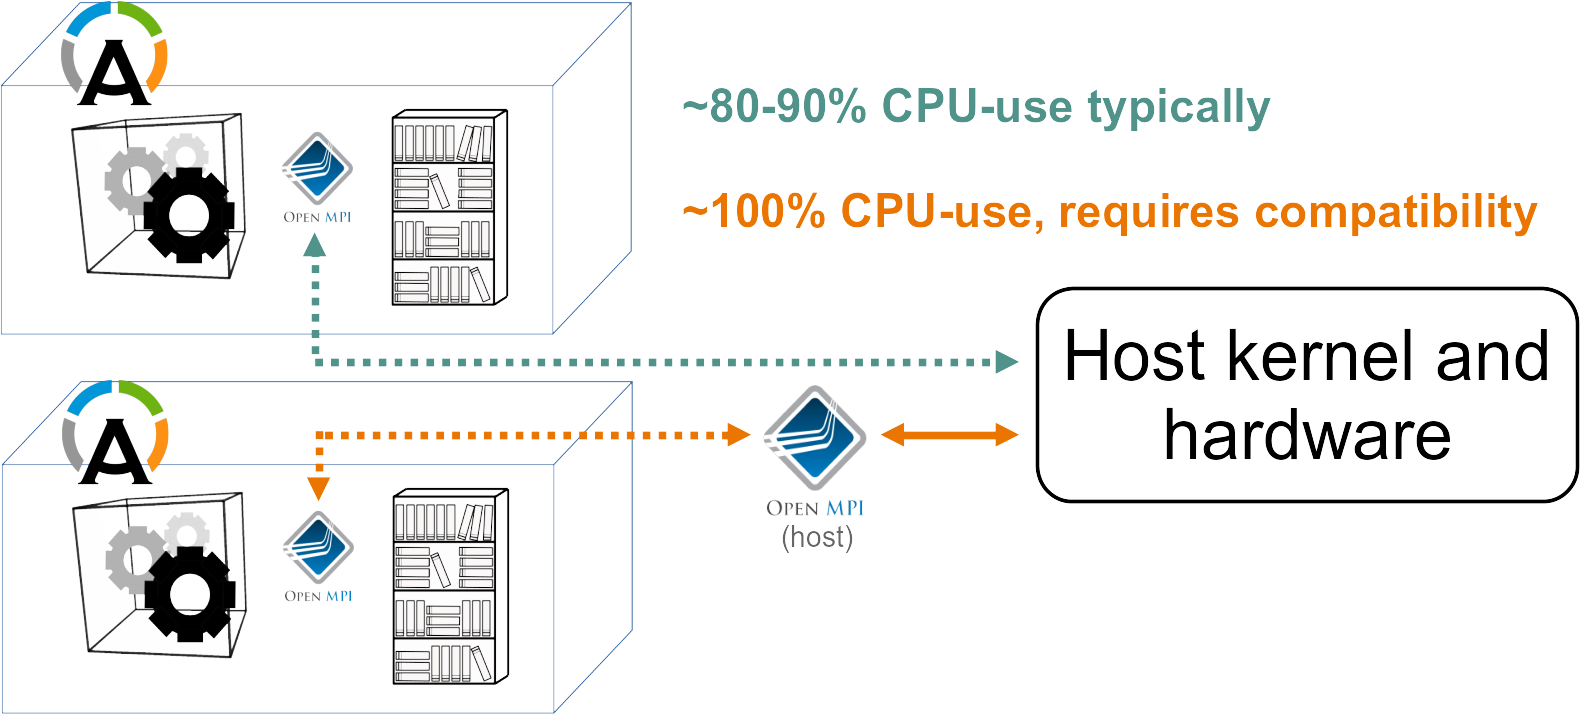 A
~80-90% CPU-use typically
OPEN MPI
~100% CPU-use, requires compatibility
Host kernel and
hardware
A
OPEN MPI
(host)
OPEN MPI